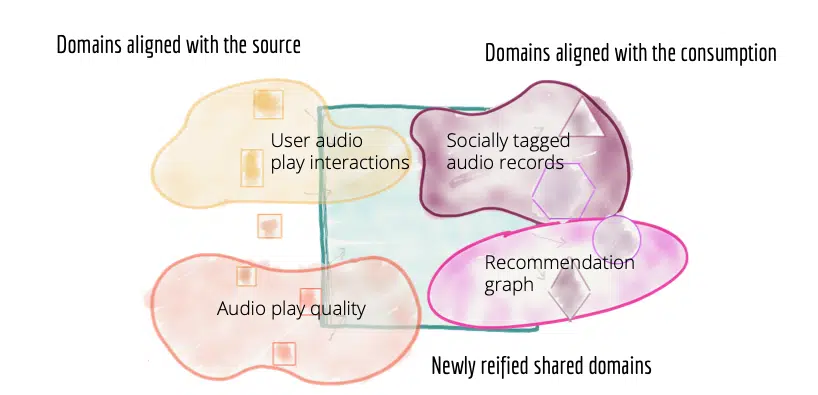 Domains aligned with the source
Domains aligned with the consumption
User audio
play interactions
Socially tagged
audio records
Recommendation
graph
Audio play quality
Newly reified shared domains